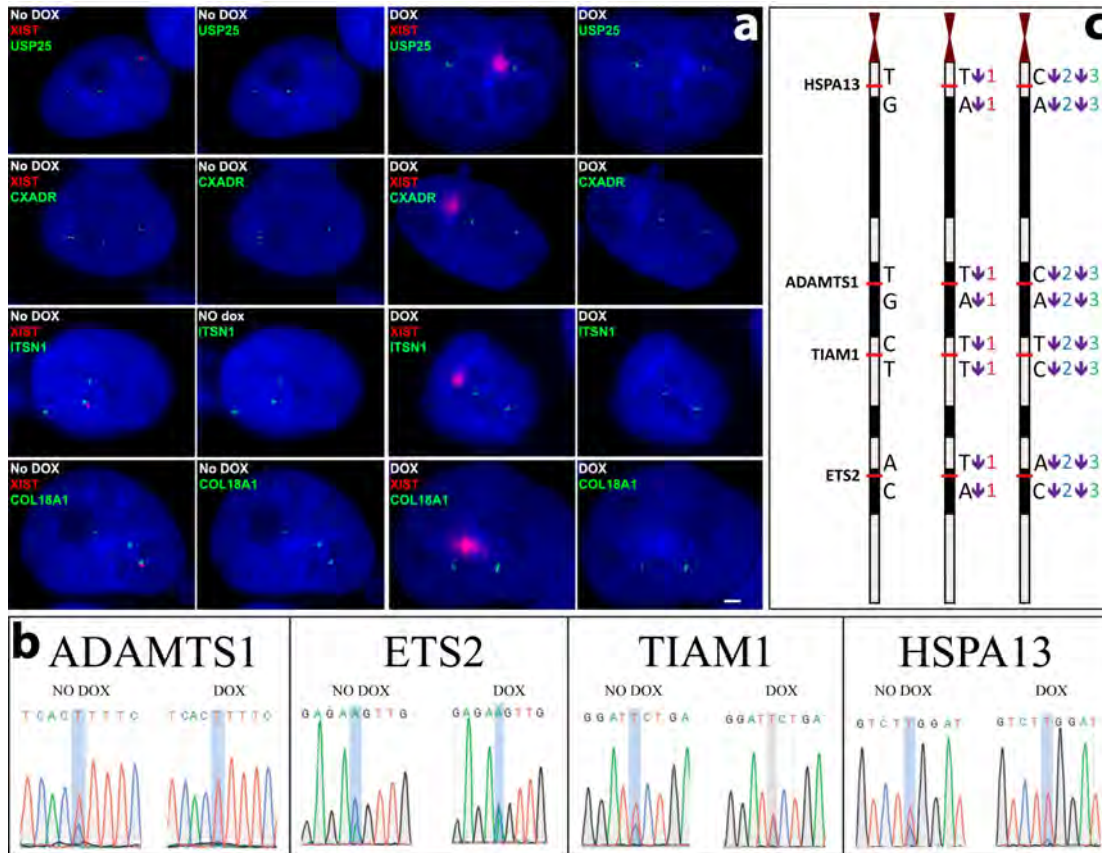 a
No DOX
XIST
USP25
No DOX
USP25
DOX
XIST
USP25
DOX
USP25
No DOX
XIST
CXADR
No DOX
CXADR
DOX
XIST
CXADR
DOX
CXADR
No DOX
XIST
ITSN1
NO dox
ITSN1
DOX
XIST
ITSN1
DOX
ITSN1
No DOX
XIST
COL18A1
No DOX
COL18A1
DOX
XIST
COL18A1
DOX
COL18A1
c
HSPA13
T T↓1 C↓2↓3
G A↓1 A↓2↓3
ADAMTS1
T T↓1 C↓2↓3
G A↓1 A↓2↓3
TIAM1
C T↓1 T↓2↓3
T T↓1 C↓2↓3
ETS2
A T↓1 A↓2↓3
C A↓1 C↓2↓3
b
ADAMTS1
NO DOX DOX
TCACTTTTC TCACTTTTC
ETS2
NO DOX DOX
GAGAAGTTG GAGAAGTTG
TIAM1
NO DOX DOX
GGATTCTGA GGATTCTGA
HSPA13
NO DOX DOX
GTCTTGGAT GTCTTGGAT